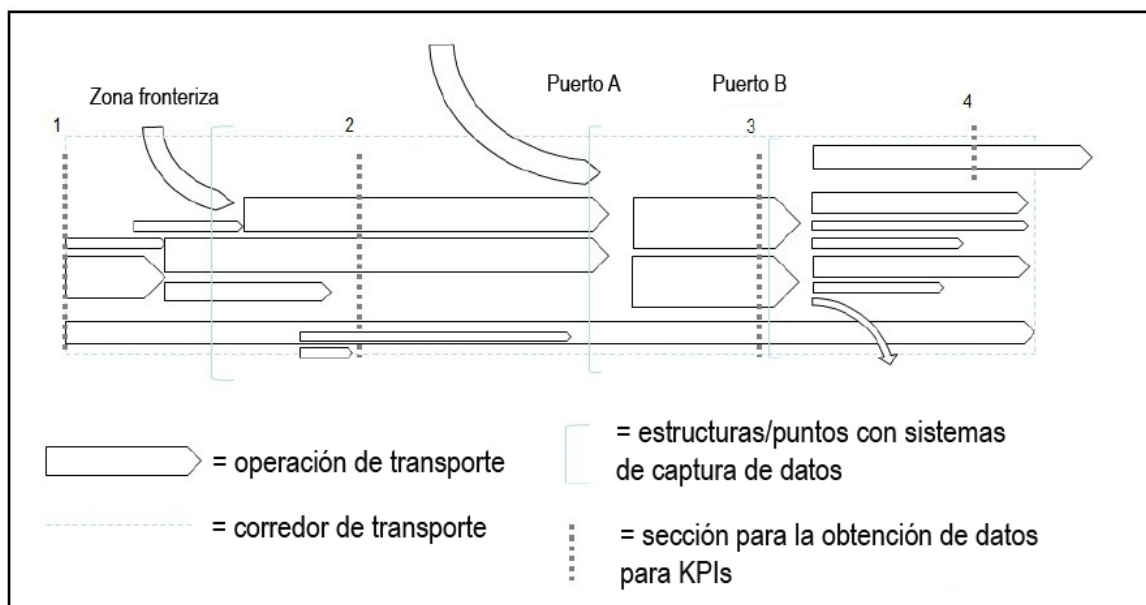 Zona fronteriza
Puerto A
Puerto B
1
2
3
4
= operación de transporte
= corredor de transporte
= estructuras/puntos con sistemas
de captura de datos
= sección para la obtención de datos
para KPIs